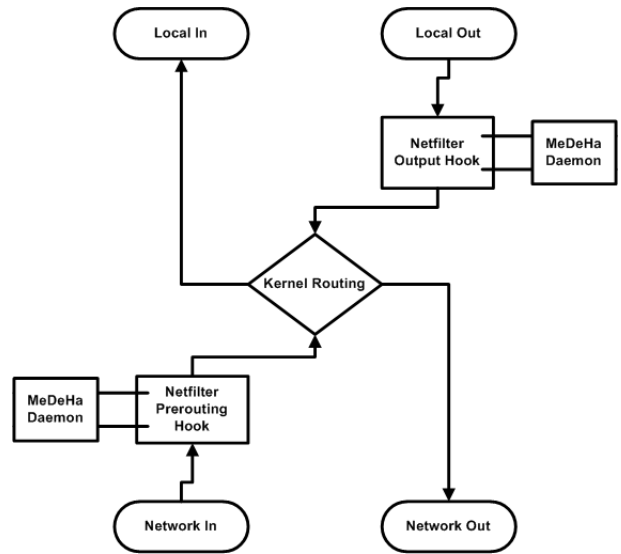 Local In
Local Out
Netfilter
Output Hook
MeDeHa
Daemon
Kernel Routing
MeDeHa
Daemon
Netfilter
Prerouting
Hook
Network In
Network Out